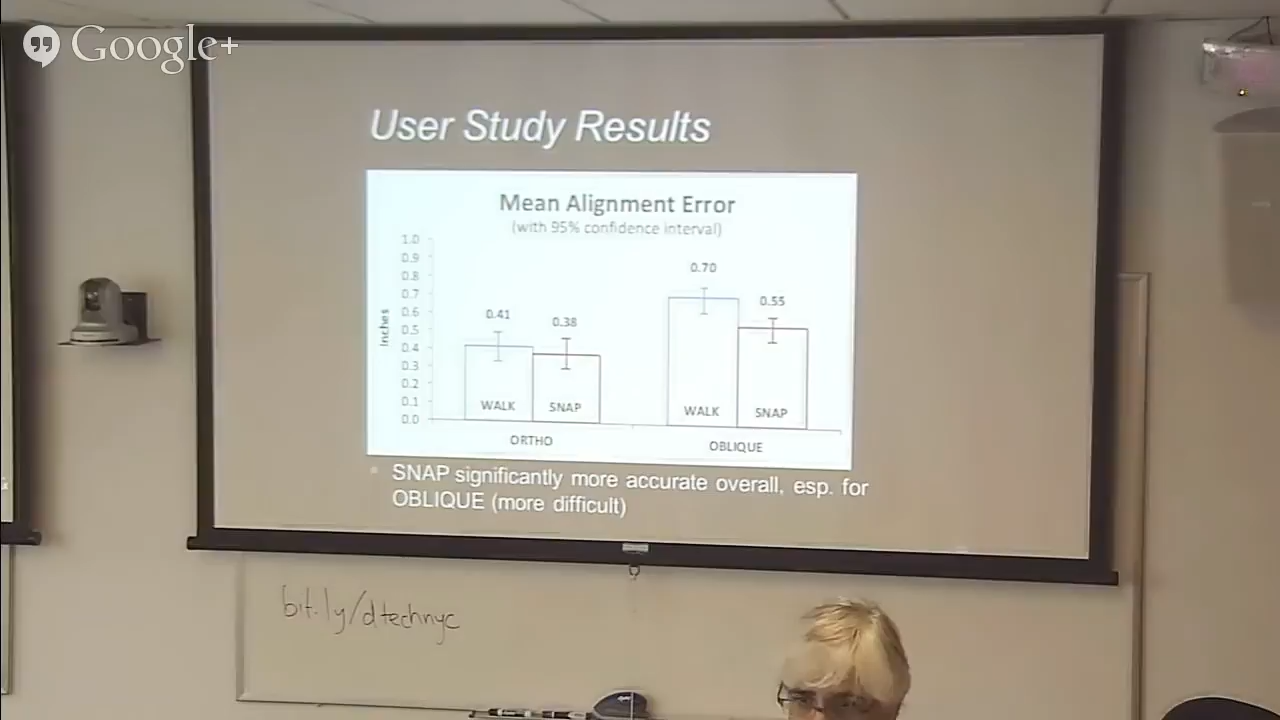 Google+
User Study Results
Mean Alignment Error
(with 95% confidence interval)
Inches
1.0
0.9
0.8
0.7
0.6
0.5
0.4
0.3
0.2
0.1
0.0
0.41
0.38
0.70
0.55
WALK
SNAP
WALK
SNAP
ORTHO
OBLIQUE
SNAP significantly more accurate overall, esp. for
OBLIQUE (more difficult)
bit.ly/dtechnyc